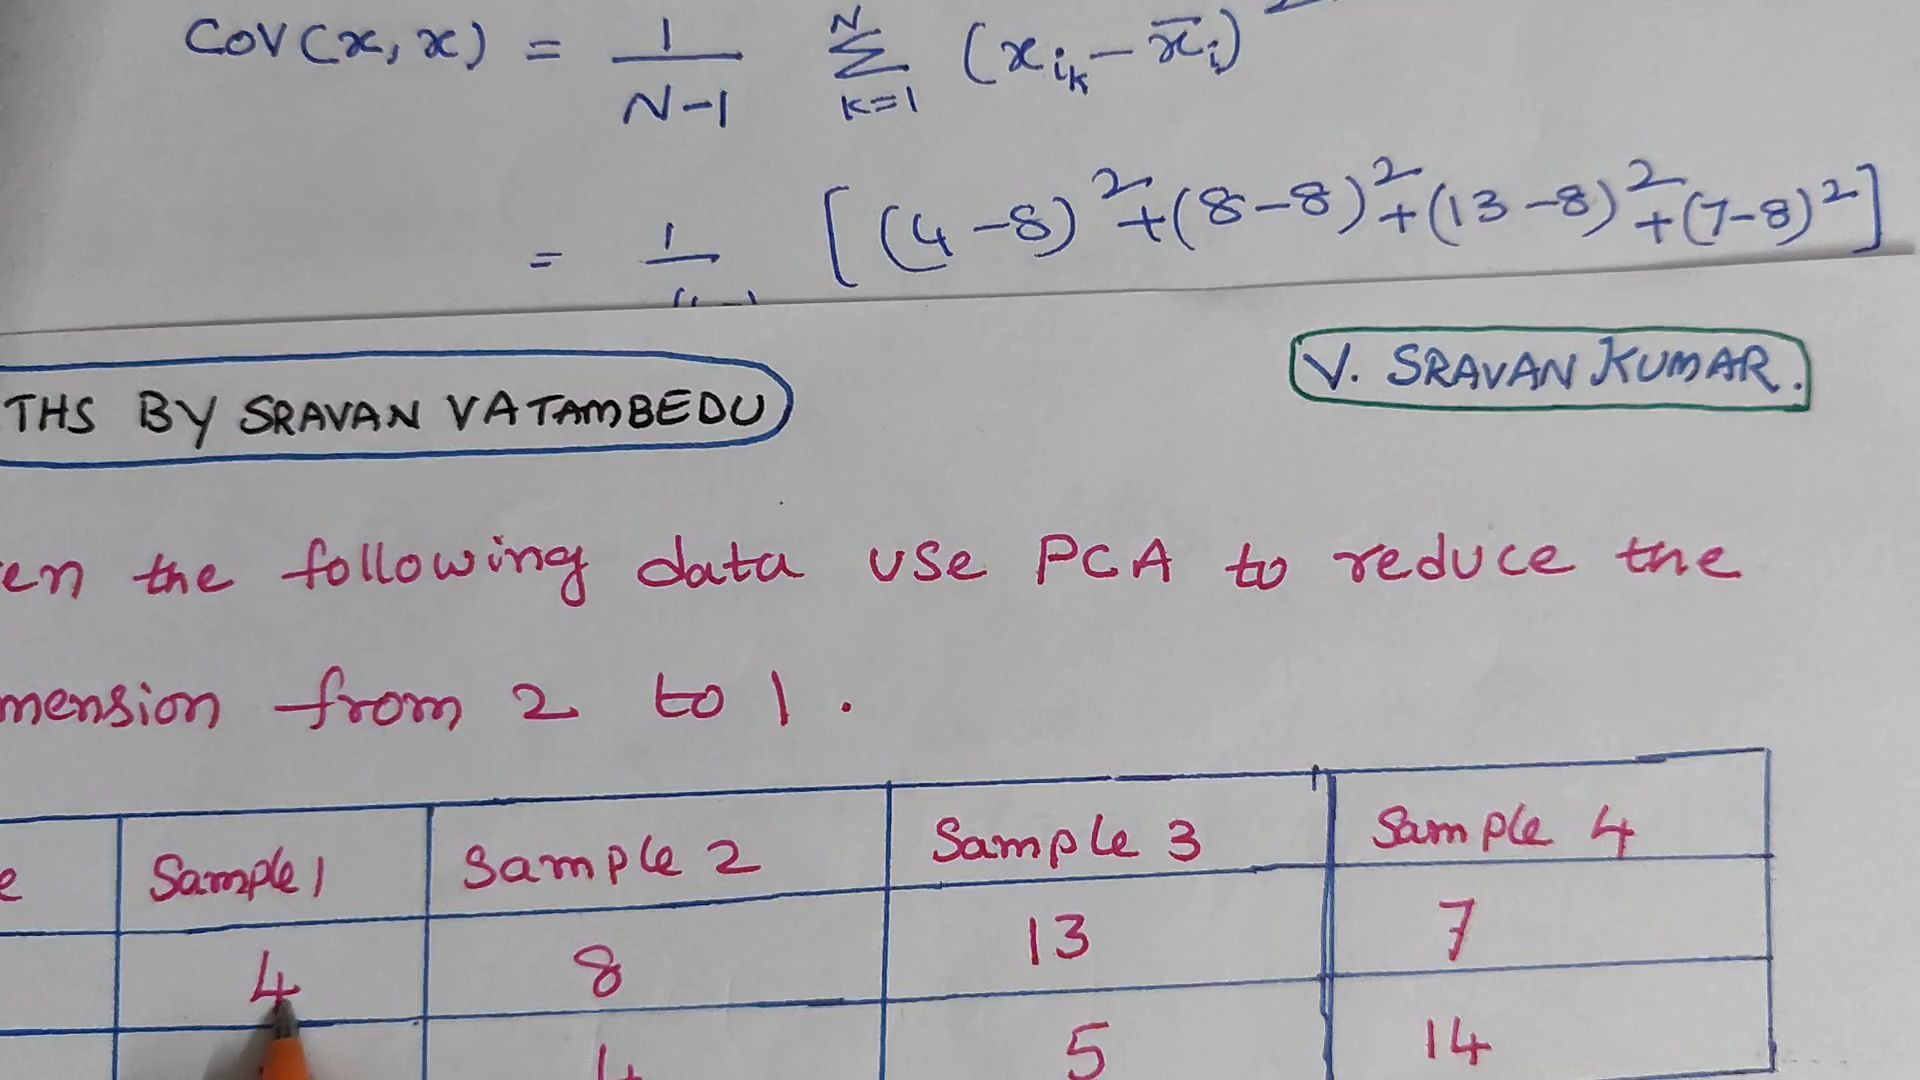 COV(x, x) = 1/(N-1) Σ_{k=1}^{N} (x_{ik} - x̄_i)²
= 1/ [(4-8)² + (8-8)² + (13-8)² + (7-8)²]
THS BY SRAVAN VATAMBEDU
V. SRAVAN KUMAR.
en the following data use PCA to reduce the
mension from 2 to 1.
e Sample 1 Sample 2 Sample 3 Sample 4
4 8 13 7
5 14